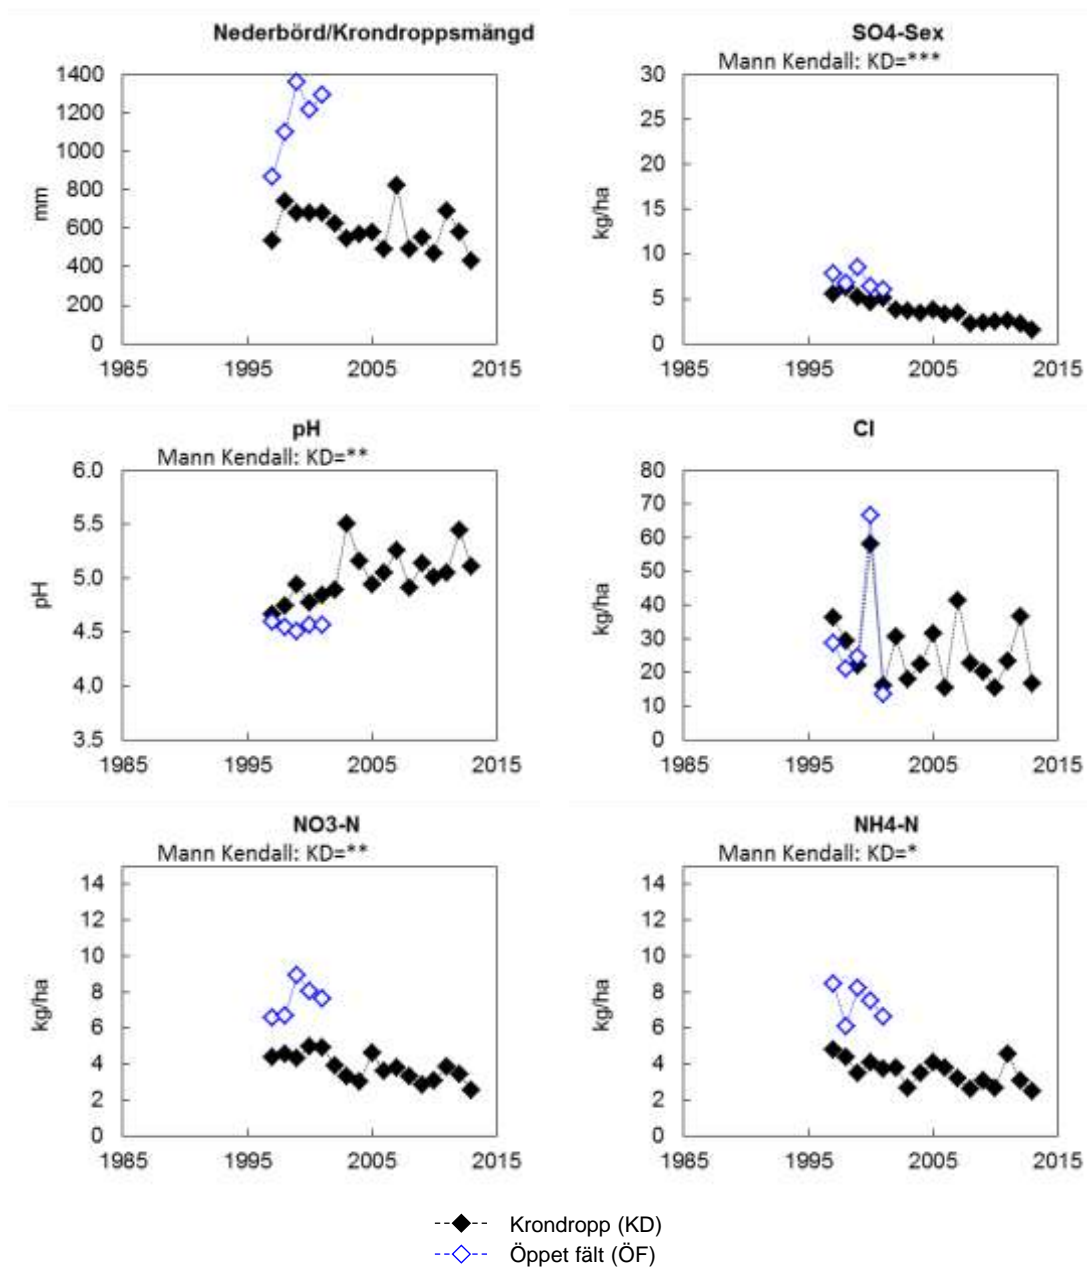 Nederbörd/Krondroppsmängd
1400
1200
1000
800
600
400
200
0
mm
1985 1995 2005 2015
SO4-Sex
Mann Kendall: KD=***
30
25
20
15
10
5
0
kg/ha
1985 1995 2005 2015
pH
Mann Kendall: KD=**
6.0
5.5
5.0
4.5
4.0
3.5
pH
1985 1995 2005 2015
Cl
80
70
60
50
40
30
20
10
0
kg/ha
1985 1995 2005 2015
NO3-N
Mann Kendall: KD=**
14
12
10
8
6
4
2
0
kg/ha
1985 1995 2005 2015
NH4-N
Mann Kendall: KD=*
14
12
10
8
6
4
2
0
kg/ha
1985 1995 2005 2015
Krondropp (KD)
Öppet fält (ÖF)